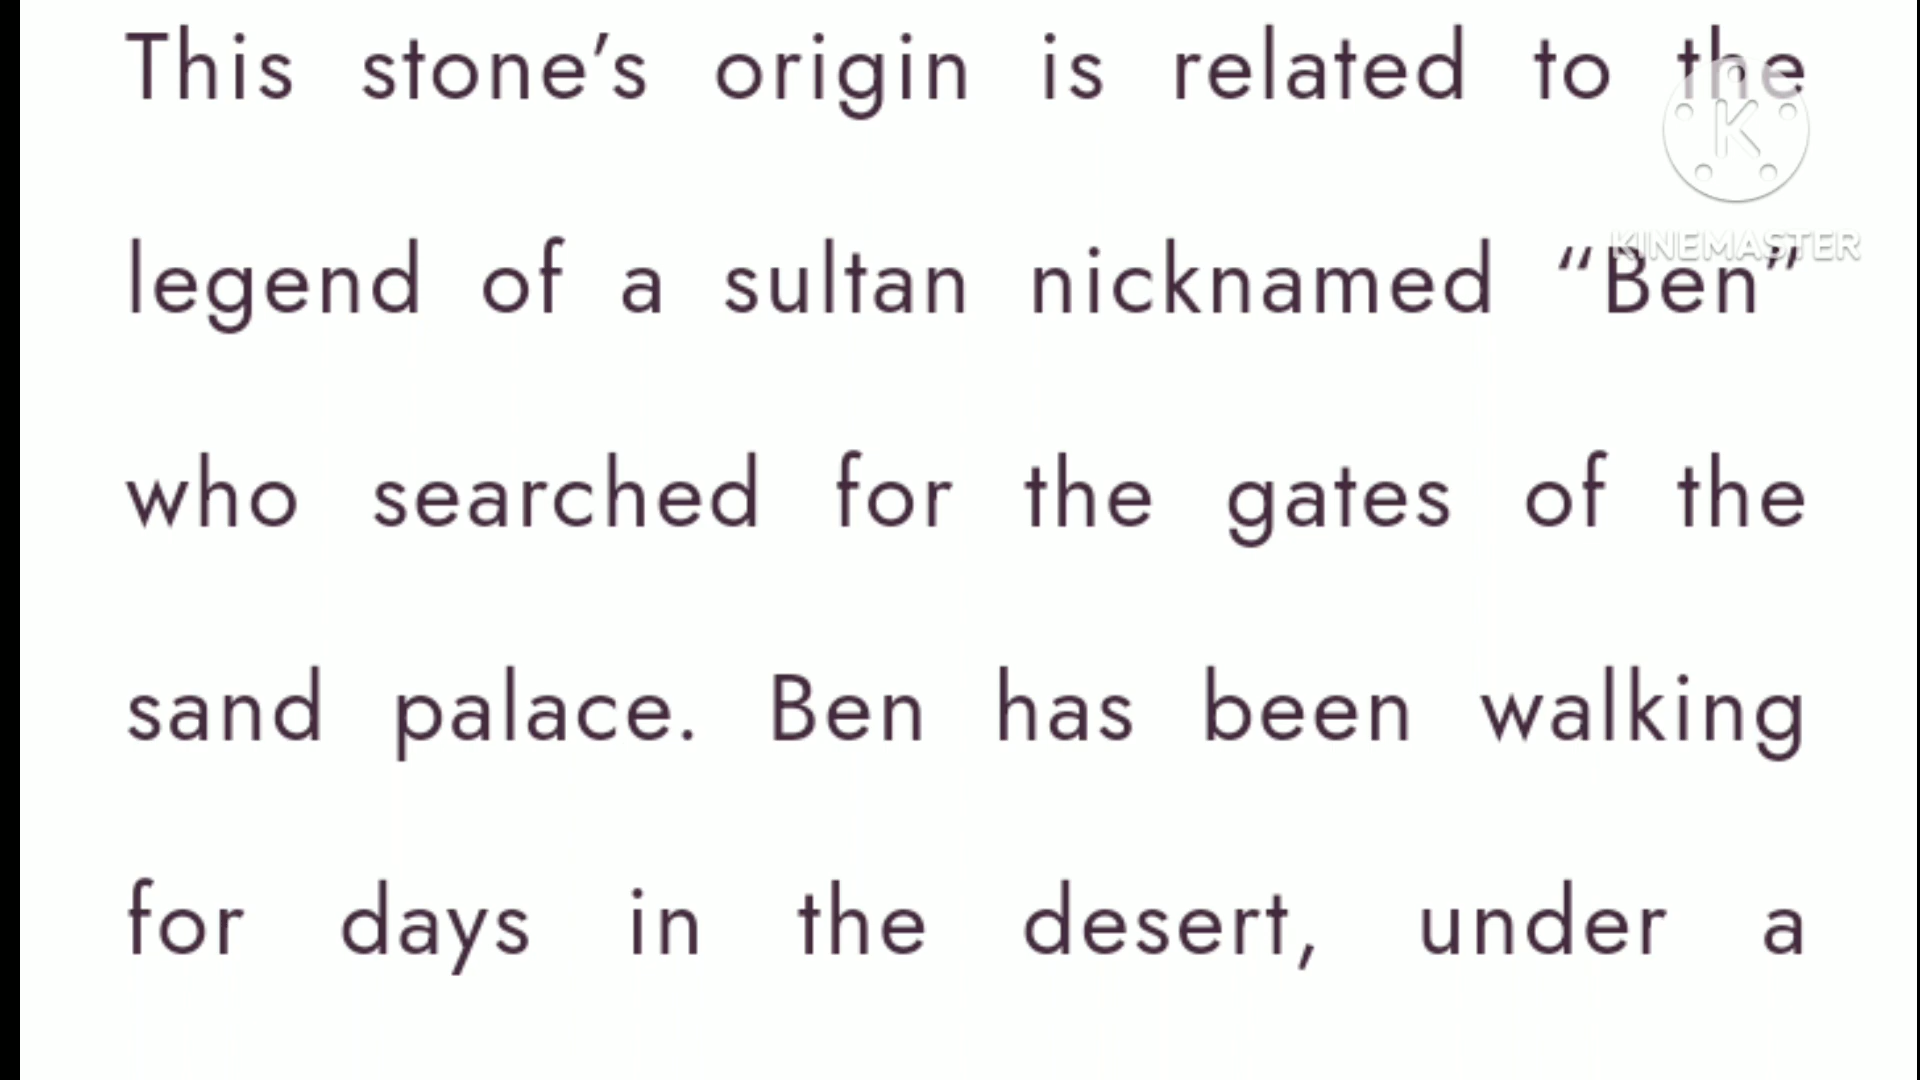 This stone’s origin is related to the
legend of a sultan nicknamed “Ben”
who searched for the gates of the
sand palace. Ben has been walking
for days in the desert, under a
K
KINEMASTER